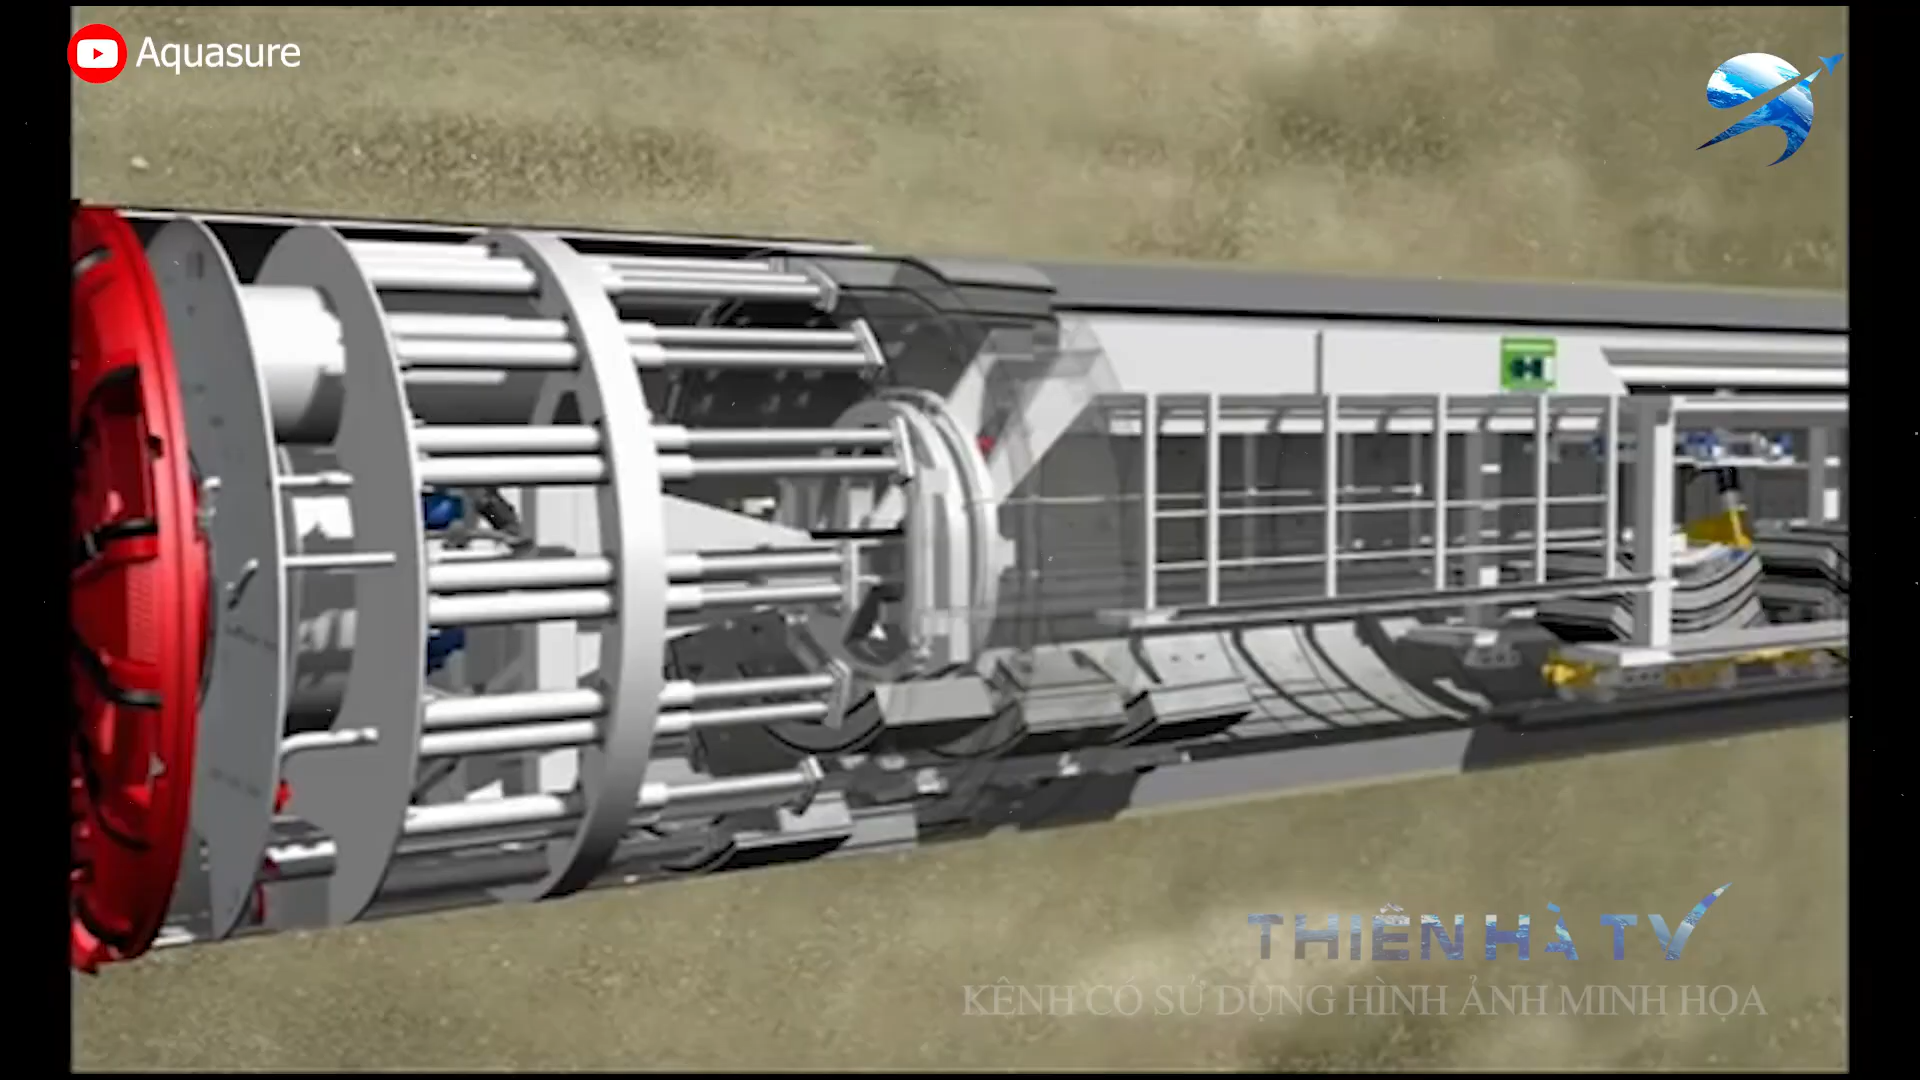 Aquasure
THIÊN HÀ TV
KÊNH CÓ SỬ DỤNG HÌNH ẢNH MINH HỌA